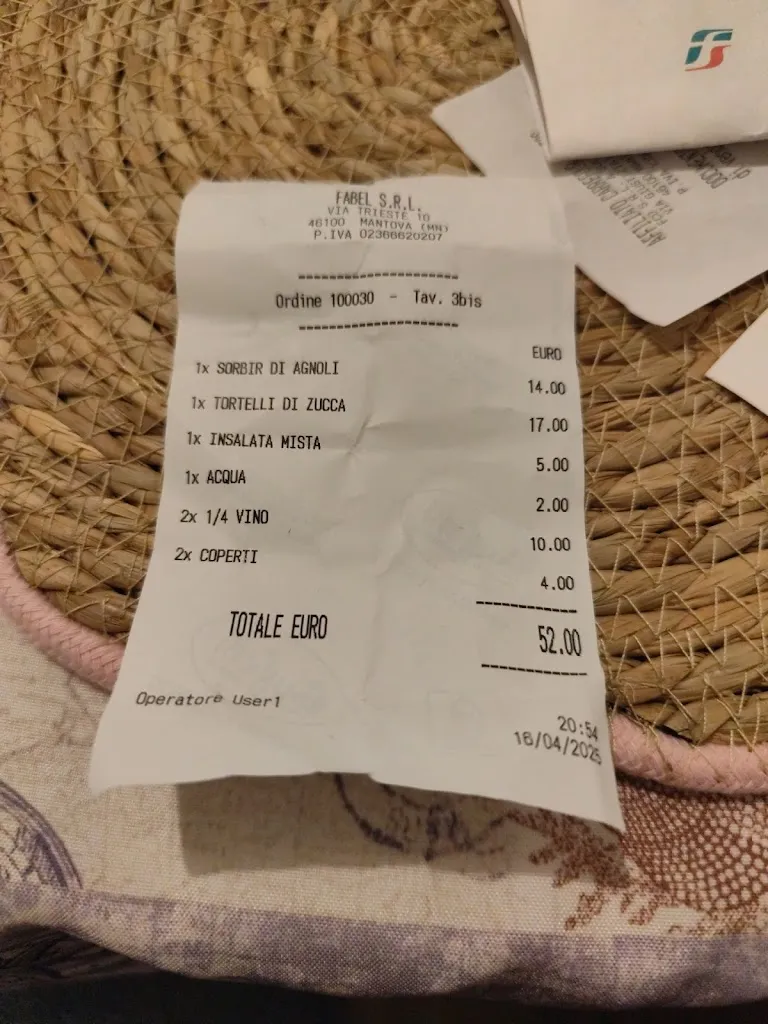 FABEL S.R.L.
VIA TRIESTE 10
46100 MANTOVA (MN)
P.IVA 02366620207
Ordine 100030 - Tav. 3bis
EURO
1x SORBIR DI AGNOLI 14.00
1x TORTELLI DI ZUCCA 17.00
1x INSALATA MISTA 5.00
1x ACQUA 2.00
2x 1/4 VINO 10.00
2x COPERTI 4.00
TOTALE EURO 52.00
Operatore User1
20:54
16/04/2025